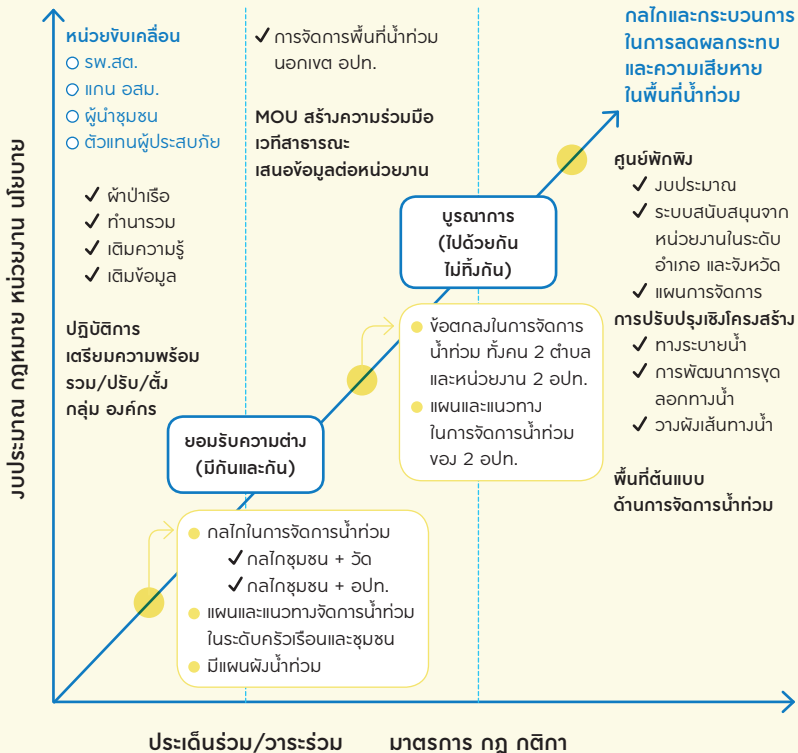 งบประมาณ กฎหมาย หน่วยงาน นโยบาย
หน่วยขับเคลื่อน
รพ.สต.
แกน อสม.
ผู้นำชุมชน
ตัวแทนผู้ประสบภัย
✓ ผ้าป่าเรือ
✓ ทำนารวม
✓ เติมความรู้
✓ เติมข้อมูล
ปฏิบัติการ
เตรียมความพร้อม
รวม/ปรับ/ตั้ง
กลุ่ม องค์กร
✓ การจัดการพื้นที่น้ำท่วม
นอกเขต อปท.
MOU สร้างความร่วมมือ
เวทีสาธารณะ
เสนอข้อมูลต่อหน่วยงาน
ยอมรับความต่าง
(มีกันและกัน)
กลไกในการจัดการน้ำท่วม
✓ กลไกชุมชน + วัด
✓ กลไกชุมชน + อปท.
แผนและแนวทางจัดการน้ำท่วม
ในระดับครัวเรือนและชุมชน
มีแผนผังน้ำท่วม
บูรณาการ
(ไปด้วยกัน
ไม่ทิ้งกัน)
ข้อตกลงในการจัดการ
น้ำท่วม ทั้งคน 2 ตำบล
และหน่วยงาน 2 อปท.
แผนและแนวทาง
ในการจัดการน้ำท่วม
ของ 2 อปท.
กลไกและกระบวนการ
ในการลดผลกระทบ
และความเสียหาย
ในพื้นที่น้ำท่วม
ศูนย์พักพิง
✓ งบประมาณ
✓ ระบบสนับสนุนจาก
หน่วยงานในระดับ
อำเภอ และจังหวัด
✓ แผนการจัดการ
การปรับปรุงเชิงโครงสร้าง
✓ ทางระบายน้ำ
✓ การพัฒนาการขุด
ลอกทางน้ำ
✓ วางผังเส้นทางน้ำ
พื้นที่ต้นแบบ
ด้านการจัดการน้ำท่วม
ประเด็นร่วม/วาระร่วม มาตรการ กฎ กติกา